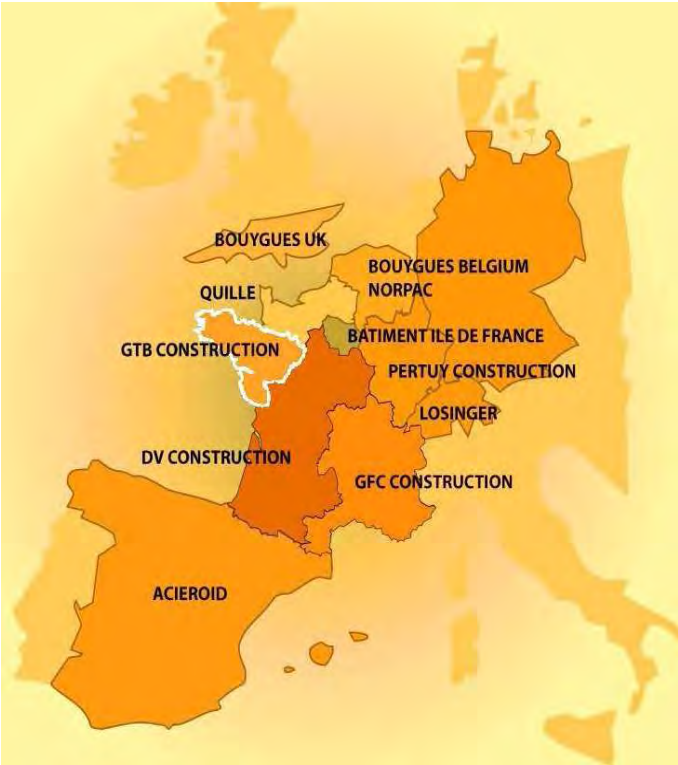 BOUYGUES UK
BOUYGUES BELGIUM
NORPAC
QUILLE
BATIMENT ILE DE FRANCE
GTB CONSTRUCTION
PERTUY CONSTRUCTION
LOSINGER
DV CONSTRUCTION
GFC CONSTRUCTION
ACIEROID